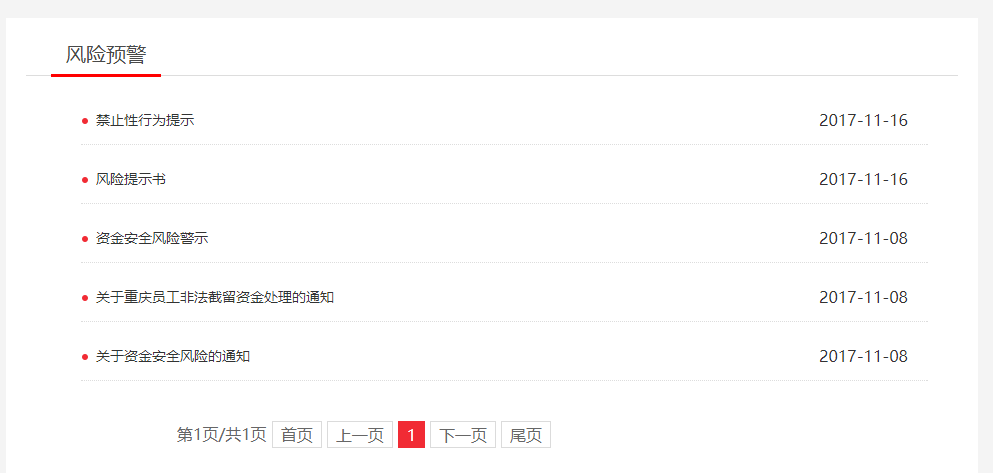 风险预警
禁止性行为提示 2017-11-16
风险提示书 2017-11-16
资金安全风险警示 2017-11-08
关于重庆员工非法截留资金处理的通知 2017-11-08
关于资金安全风险的通知 2017-11-08
第1页/共1页 首页 上一页 1 下一页 尾页